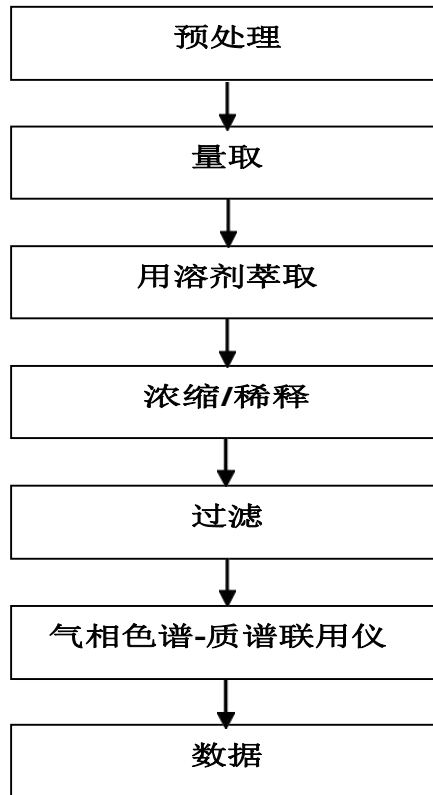 预处理
量取
用溶剂萃取
浓缩/稀释
过滤
气相色谱-质谱联用仪
数据